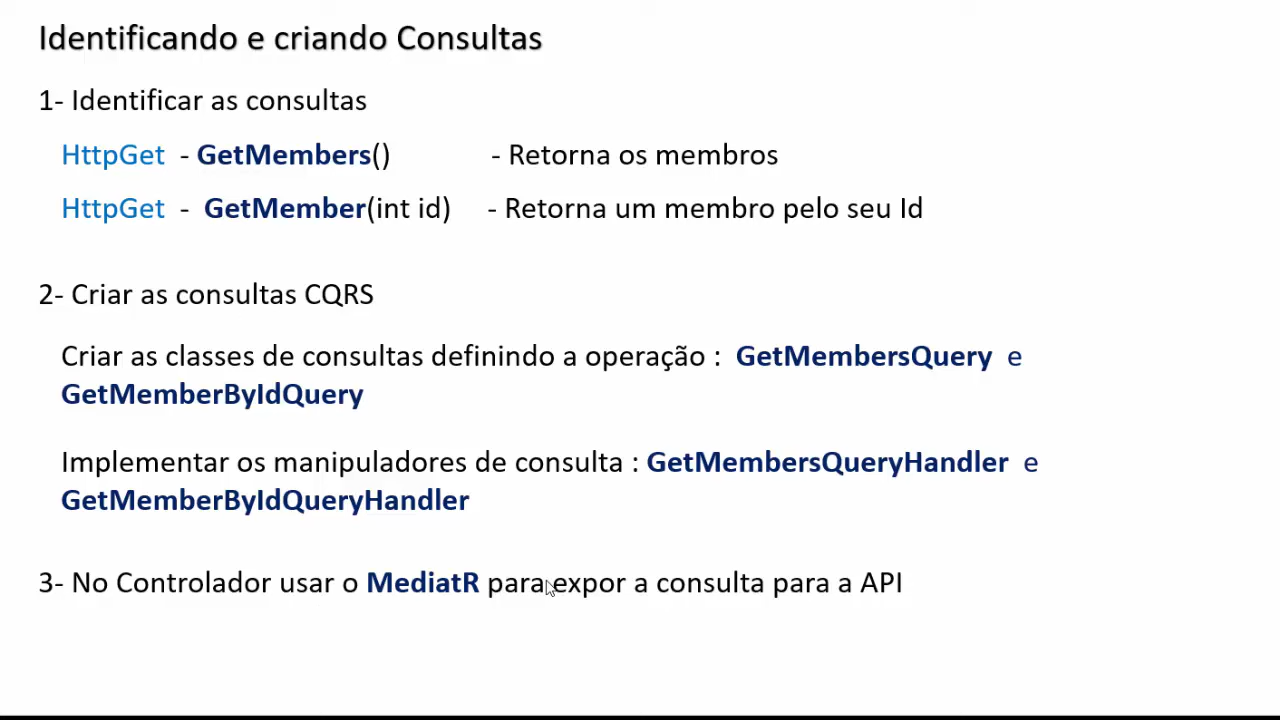 Identificando e criando Consultas
1- Identificar as consultas
HttpGet - GetMembers() - Retorna os membros
HttpGet - GetMember(int id) - Retorna um membro pelo seu Id
2- Criar as consultas CQRS
Criar as classes de consultas definindo a operação : GetMembersQuery e
GetMemberByIdQuery
Implementar os manipuladores de consulta : GetMembersQueryHandler e
GetMemberByIdQueryHandler
3- No Controlador usar o MediatR para expor a consulta para a API